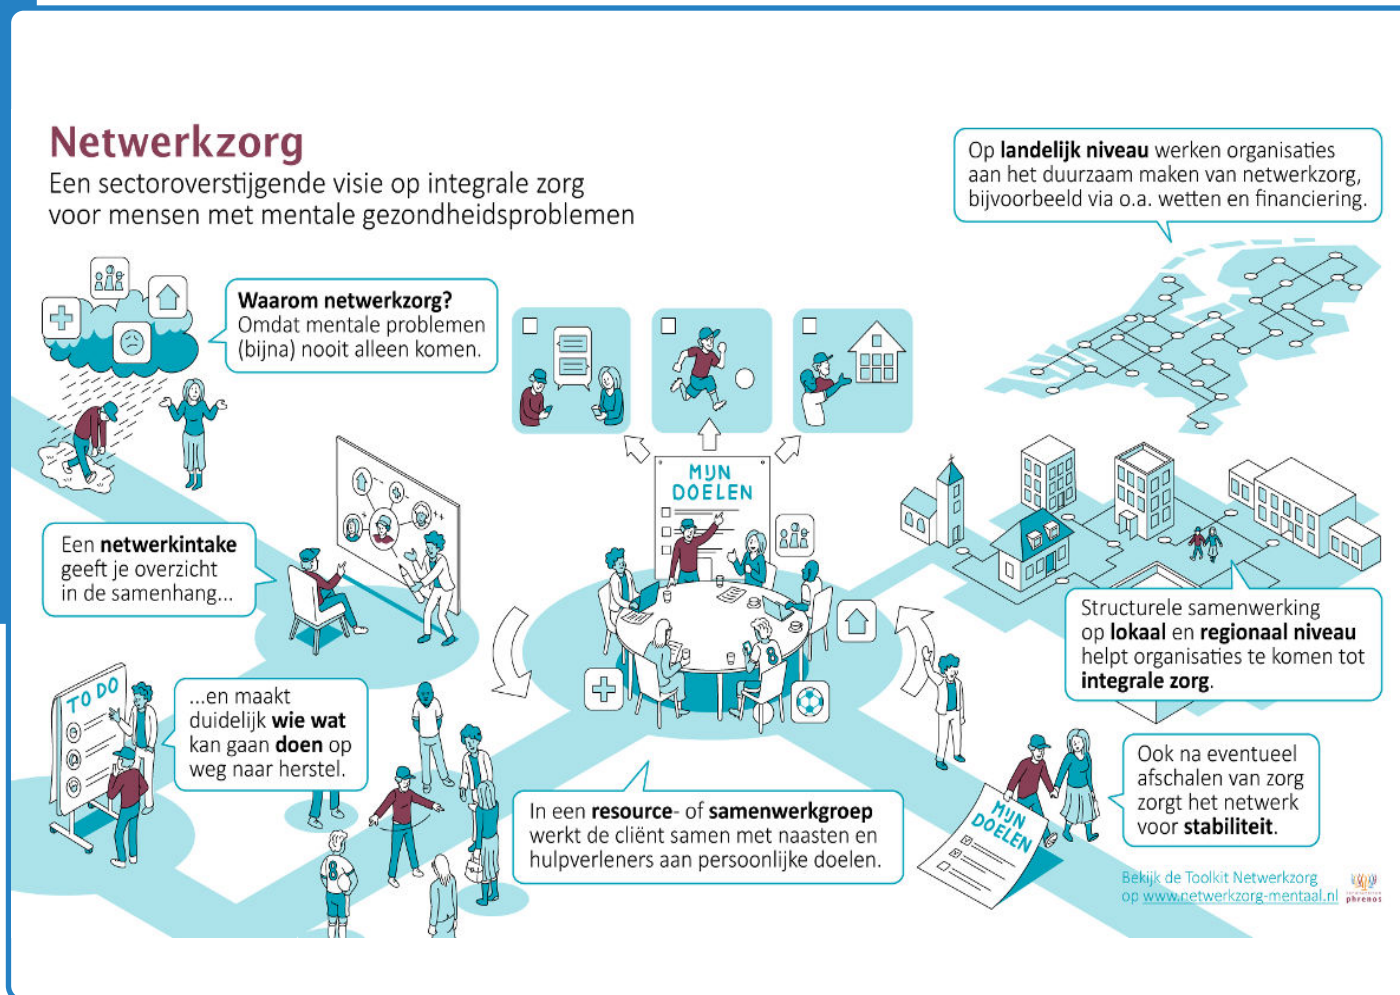 Netwerkzorg
Een sectoroverstijgende visie op integrale zorg
voor mensen met mentale gezondheidsproblemen
Op landelijk niveau werken organisaties
aan het duurzaam maken van netwerkzorg,
bijvoorbeeld via o.a. wetten en financiering.
Waarom netwerkzorg?
Omdat mentale problemen
(bijna) nooit alleen komen.
MIJN
DOELEN
Een netwerkintake
geeft je overzicht
in de samenhang...
TO DO
...en maakt
duidelijk wie wat
kan gaan doen op
weg naar herstel.
8
8
In een resource- of samenwerkgroep
werkt de cliënt samen met naasten en
hulpverleners aan persoonlijke doelen.
Structurele samenwerking
op lokaal en regionaal niveau
helpt organisaties te komen tot
integrale zorg.
Ook na eventueel
afschalen van zorg
zorgt het netwerk
voor stabiliteit.
MIJN
DOELEN
Bekijk de Toolkit Netwerkzorg
op www.netwerkzorg-mentaal.nl
phrenos